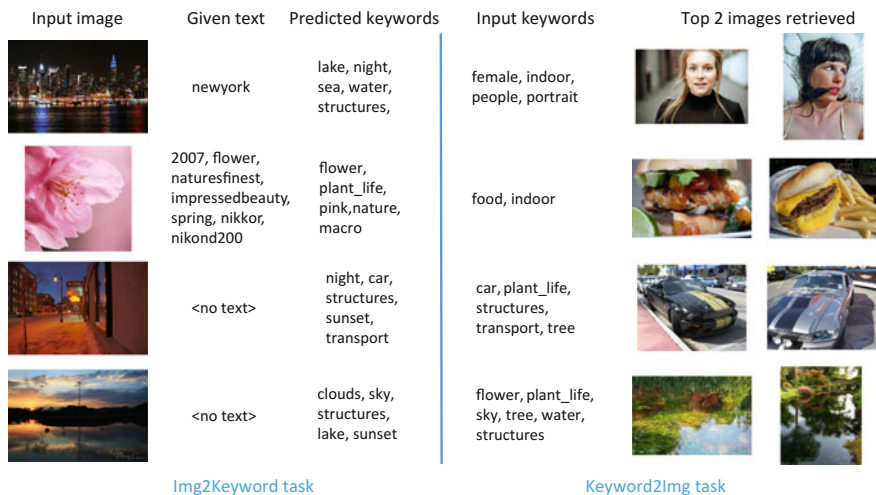 Input image
Given text
Predicted keywords
Input keywords
Top 2 images retrieved
newyork
lake, night,
sea, water,
structures,
female, indoor,
people, portrait
2007, flower,
naturesfinest,
impressedbeauty,
spring, nikkor,
nikond200
flower,
plant_life,
pink,nature,
macro
food, indoor
<no text>
night, car,
structures,
sunset,
transport
car, plant_life,
structures,
transport, tree
<no text>
clouds, sky,
structures,
lake, sunset
flower, plant_life,
sky, tree, water,
structures
Img2Keyword task
Keyword2Img task